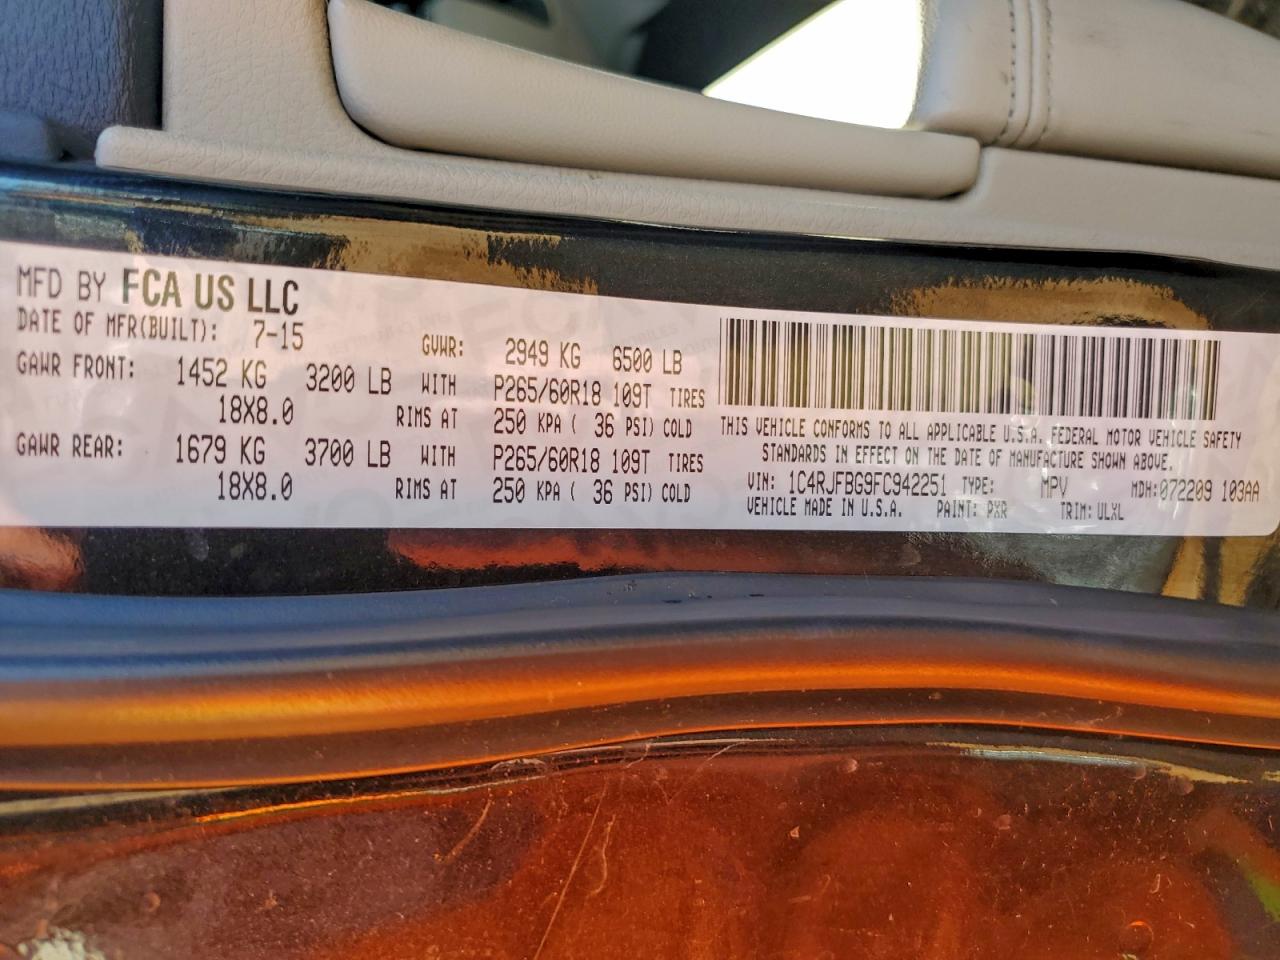 MFD BY FCA US LLC
DATE OF MFR(BUILT): 7-15 GVWR: 2949 KG 6500 LB
GAWR FRONT: 1452 KG 3200 LB WITH P265/60R18 109T TIRES
18X8.0 RIMS AT 250 KPA ( 36 PSI) COLD
GAWR REAR: 1679 KG 3700 LB WITH P265/60R18 109T TIRES
18X8.0 RIMS AT 250 KPA ( 36 PSI) COLD
THIS VEHICLE CONFORMS TO ALL APPLICABLE U.S.A. FEDERAL MOTOR VEHICLE SAFETY
STANDARDS IN EFFECT ON THE DATE OF MANUFACTURE SHOWN ABOVE.
VIN: 1C4RJFBG9FC942251 TYPE: MPV MDH:072209 103AA
VEHICLE MADE IN U.S.A. PAINT: PXR TRIM: ULXL